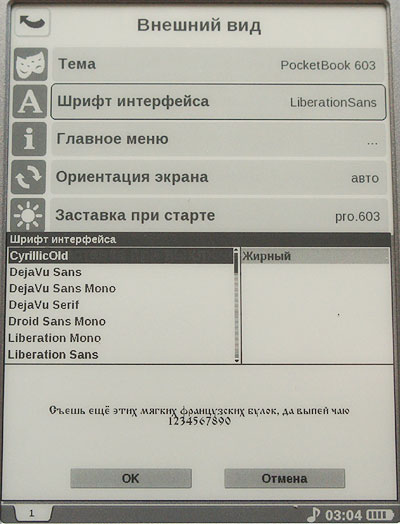 Внешний вид
Тема PocketBook 603
Шрифт интерфейса LiberationSans
Главное меню ...
Ориентация экрана авто
Заставка при старте pro.603
Шрифт интерфейса
CyrillicOld Жирный
DejaVu Sans
DejaVu Sans Mono
DejaVu Serif
Droid Sans Mono
Liberation Mono
Liberation Sans
Съешь ещё этих мягких французских булок, да выпей чаю
1234567890
OK Отмена
1 03:04